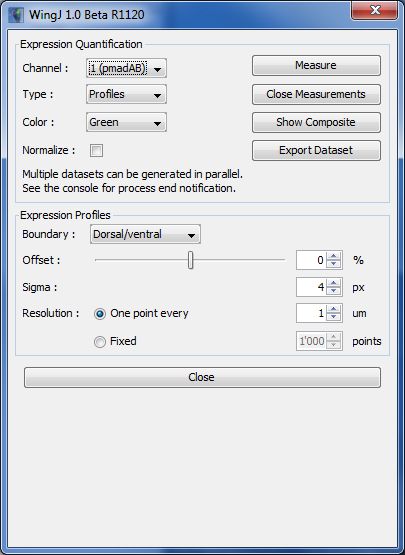 WingJ 1.0 Beta R1120
Expression Quantification
Channel : 1 (pmadAB) Measure
Type : Profiles Close Measurements
Color : Green Show Composite
Normalize : Export Dataset
Multiple datasets can be generated in parallel.
See the console for process end notification.
Expression Profiles
Boundary : Dorsal/ventral
Offset : 0 %
Sigma : 4 px
Resolution : One point every 1 um
Fixed 1'000 points
Close